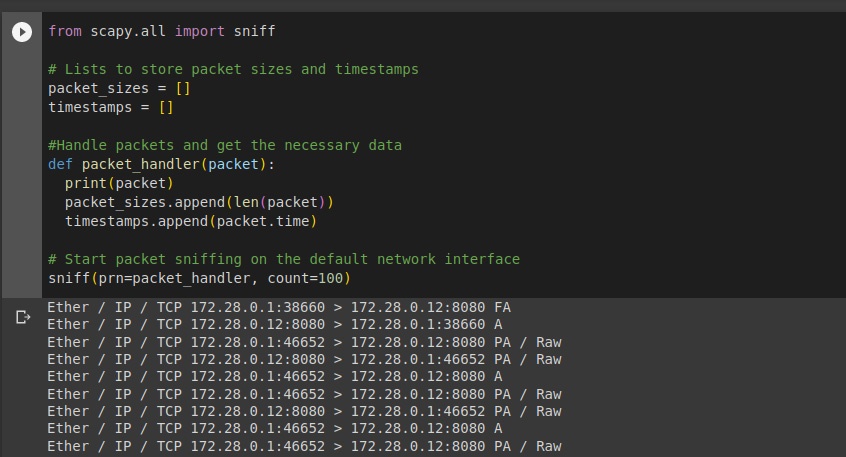 from scapy.all import sniff
# Lists to store packet sizes and timestamps
packet_sizes = []
timestamps = []
#Handle packets and get the necessary data
def packet_handler(packet):
  print(packet)
  packet_sizes.append(len(packet))
  timestamps.append(packet.time)
# Start packet sniffing on the default network interface
sniff(prn=packet_handler, count=100)
Ether / IP / TCP 172.28.0.1:38660 > 172.28.0.12:8080 FA
Ether / IP / TCP 172.28.0.12:8080 > 172.28.0.1:38660 A
Ether / IP / TCP 172.28.0.1:46652 > 172.28.0.12:8080 PA / Raw
Ether / IP / TCP 172.28.0.12:8080 > 172.28.0.1:46652 PA / Raw
Ether / IP / TCP 172.28.0.1:46652 > 172.28.0.12:8080 A
Ether / IP / TCP 172.28.0.1:46652 > 172.28.0.12:8080 PA / Raw
Ether / IP / TCP 172.28.0.12:8080 > 172.28.0.1:46652 PA / Raw
Ether / IP / TCP 172.28.0.1:46652 > 172.28.0.12:8080 A
Ether / IP / TCP 172.28.0.1:46652 > 172.28.0.12:8080 PA / Raw